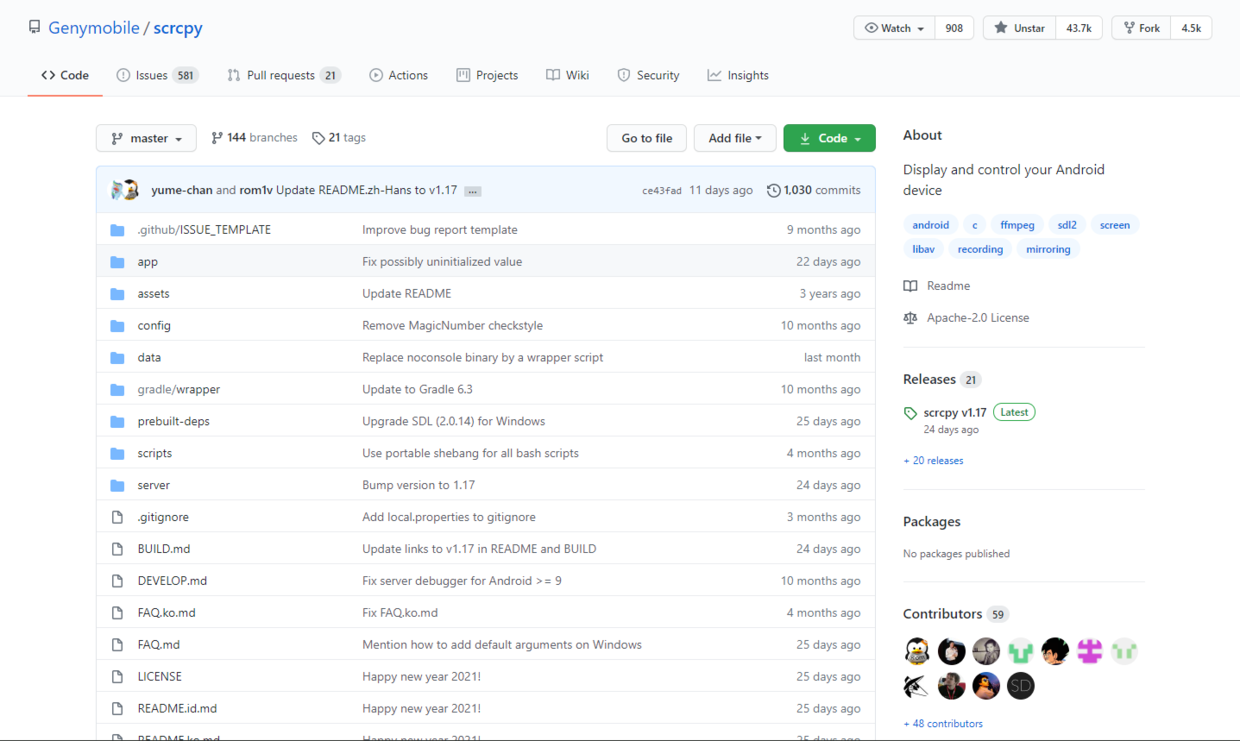 Genymobile / scrcpy
Watch 908 Unstar 43.7k Fork 4.5k
Code Issues 581 Pull requests 21 Actions Projects Wiki Security Insights
master 144 branches 21 tags Go to file Add file Code
yume-chan and rom1v Update README.zh-Hans to v1.17 ... ce43fad 11 days ago 1,030 commits
.github/ISSUE_TEMPLATE Improve bug report template 9 months ago
app Fix possibly uninitialized value 22 days ago
assets Update README 3 years ago
config Remove MagicNumber checkstyle 10 months ago
data Replace noconsole binary by a wrapper script last month
gradle/wrapper Update to Gradle 6.3 10 months ago
prebuilt-deps Upgrade SDL (2.0.14) for Windows 25 days ago
scripts Use portable shebang for all bash scripts 4 months ago
server Bump version to 1.17 24 days ago
.gitignore Add local.properties to gitignore 3 months ago
BUILD.md Update links to v1.17 in README and BUILD 24 days ago
DEVELOP.md Fix server debugger for Android >= 9 10 months ago
FAQ.ko.md Fix FAQ.ko.md 4 months ago
FAQ.md Mention how to add default arguments on Windows 25 days ago
LICENSE Happy new year 2021! 25 days ago
README.id.md Happy new year 2021! 25 days ago
README.ko.md Happy new year 2021! 25 days ago
About
Display and control your Android
device
android c ffmpeg sdl2 screen
libav recording mirroring
Readme
Apache-2.0 License
Releases 21
scrcpy v1.17 Latest
24 days ago
+ 20 releases
Packages
No packages published
Contributors 59
SD
+ 48 contributors